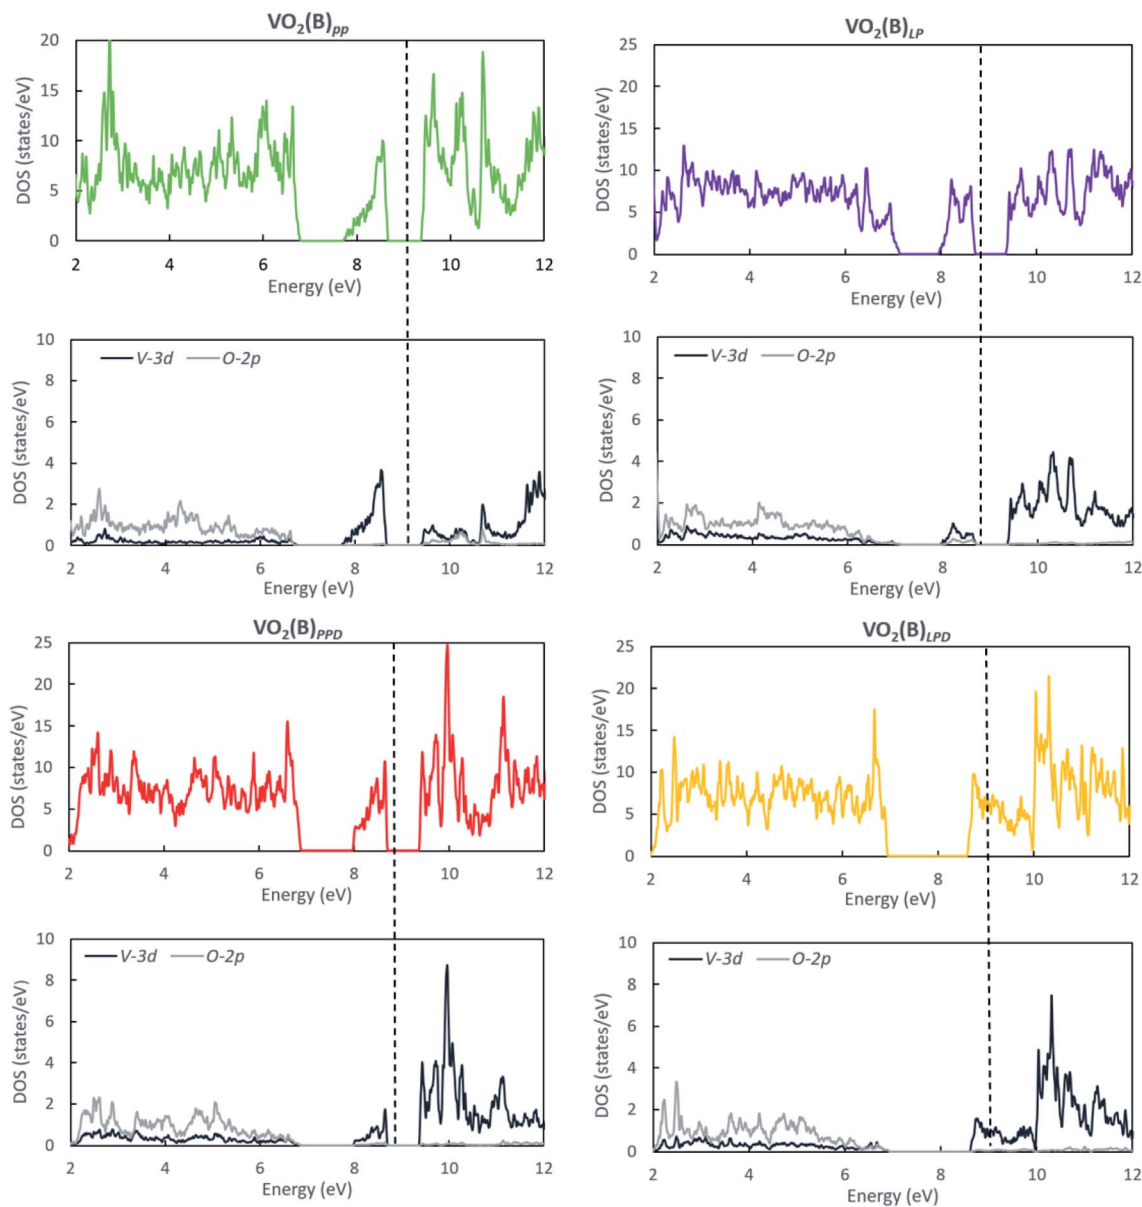 VO₂(B)pp
DOS (states/eV)
20
15
10
5
0
2 4 6 8 10 12
Energy (eV)
VO₂(B)LP
DOS (states/eV)
25
20
15
10
5
0
2 4 6 8 10 12
Energy (eV)
V-3d O-2p
DOS (states/eV)
10
8
6
4
2
0
2 4 6 8 10 12
Energy (eV)
V-3d O-2p
DOS (states/eV)
10
8
6
4
2
0
2 4 6 8 10 12
Energy (eV)
VO₂(B)PPD
DOS (states/eV)
25
20
15
10
5
0
2 4 6 8 10 12
Energy (eV)
VO₂(B)LPD
DOS (states/eV)
25
20
15
10
5
0
2 4 6 8 10 12
Energy (eV)
V-3d O-2p
DOS (states/eV)
10
8
6
4
2
0
2 4 6 8 10 12
Energy (eV)
V-3d O-2p
DOS (states/eV)
10
8
6
4
2
0
2 4 6 8 10 12
Energy (eV)